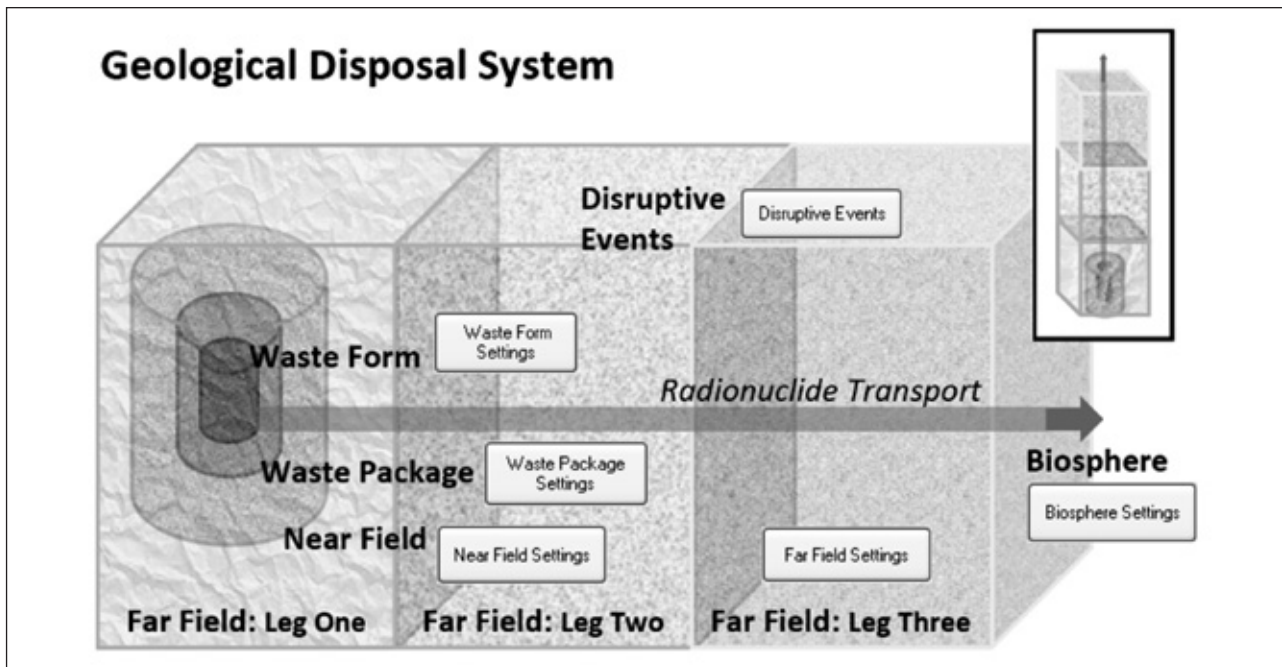 Geological Disposal System
Disruptive
Events
Disruptive Events
Waste Form
Waste Form
Settings
Radionuclide Transport
Waste Package
Waste Package
Settings
Biosphere
Biosphere Settings
Near Field
Near Field Settings
Far Field Settings
Far Field: Leg One
Far Field: Leg Two
Far Field: Leg Three